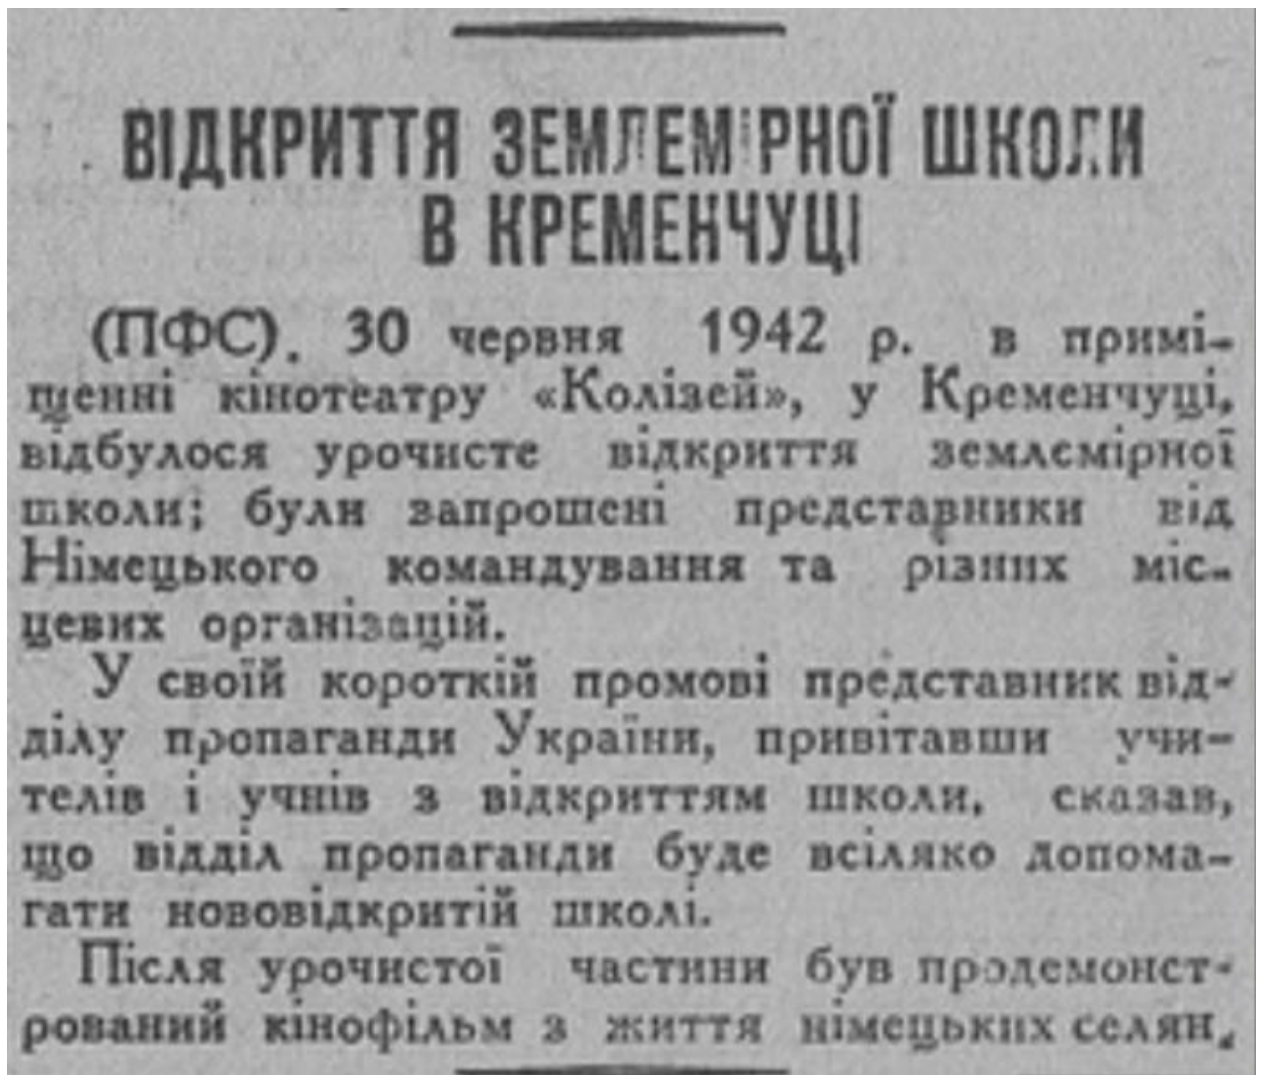 ВІДКРИТТЯ ЗЕМЛЕМІРНОЇ ШКОЛИ
В КРЕМЕНЧУЦІ
(ПФС). 30 червня 1942 р. в примі-
щенні кінотеатру «Колізей», у Кременчуці,
відбулося урочисте відкриття землемірної
школи; були запрошені представники від
Німецького командування та різних міс-
цевих організацій.
У своїй короткій промові представник від-
ділу пропаганди України, привітавши учи-
телів і учнів з відкриттям школи, сказав,
що відділ пропаганди буде всіляко допома-
гати нововідкритій школі.
Після урочистої частини був продемонст-
рований кінофільм з життя німецьких селян.